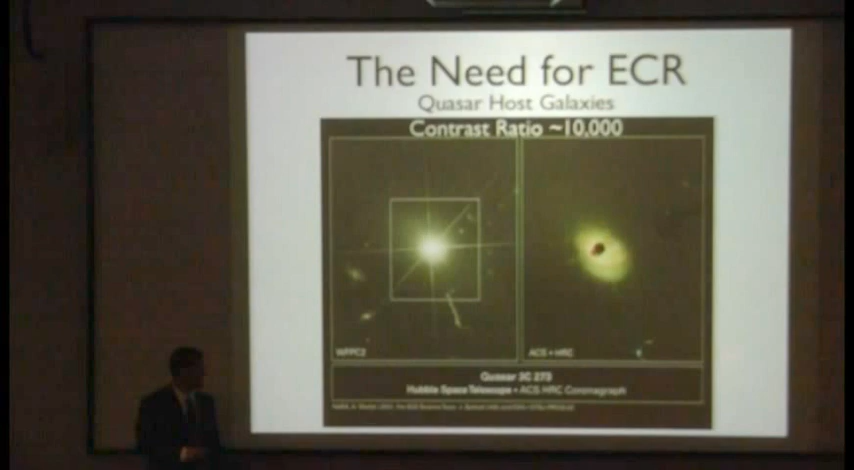 The Need for ECR
Quasar Host Galaxies
Contrast Ratio ~10,000
WFPC2
ACS • HRC
Quasar 3C 273
Hubble Space Telescope • ACS HRC Coronagraph